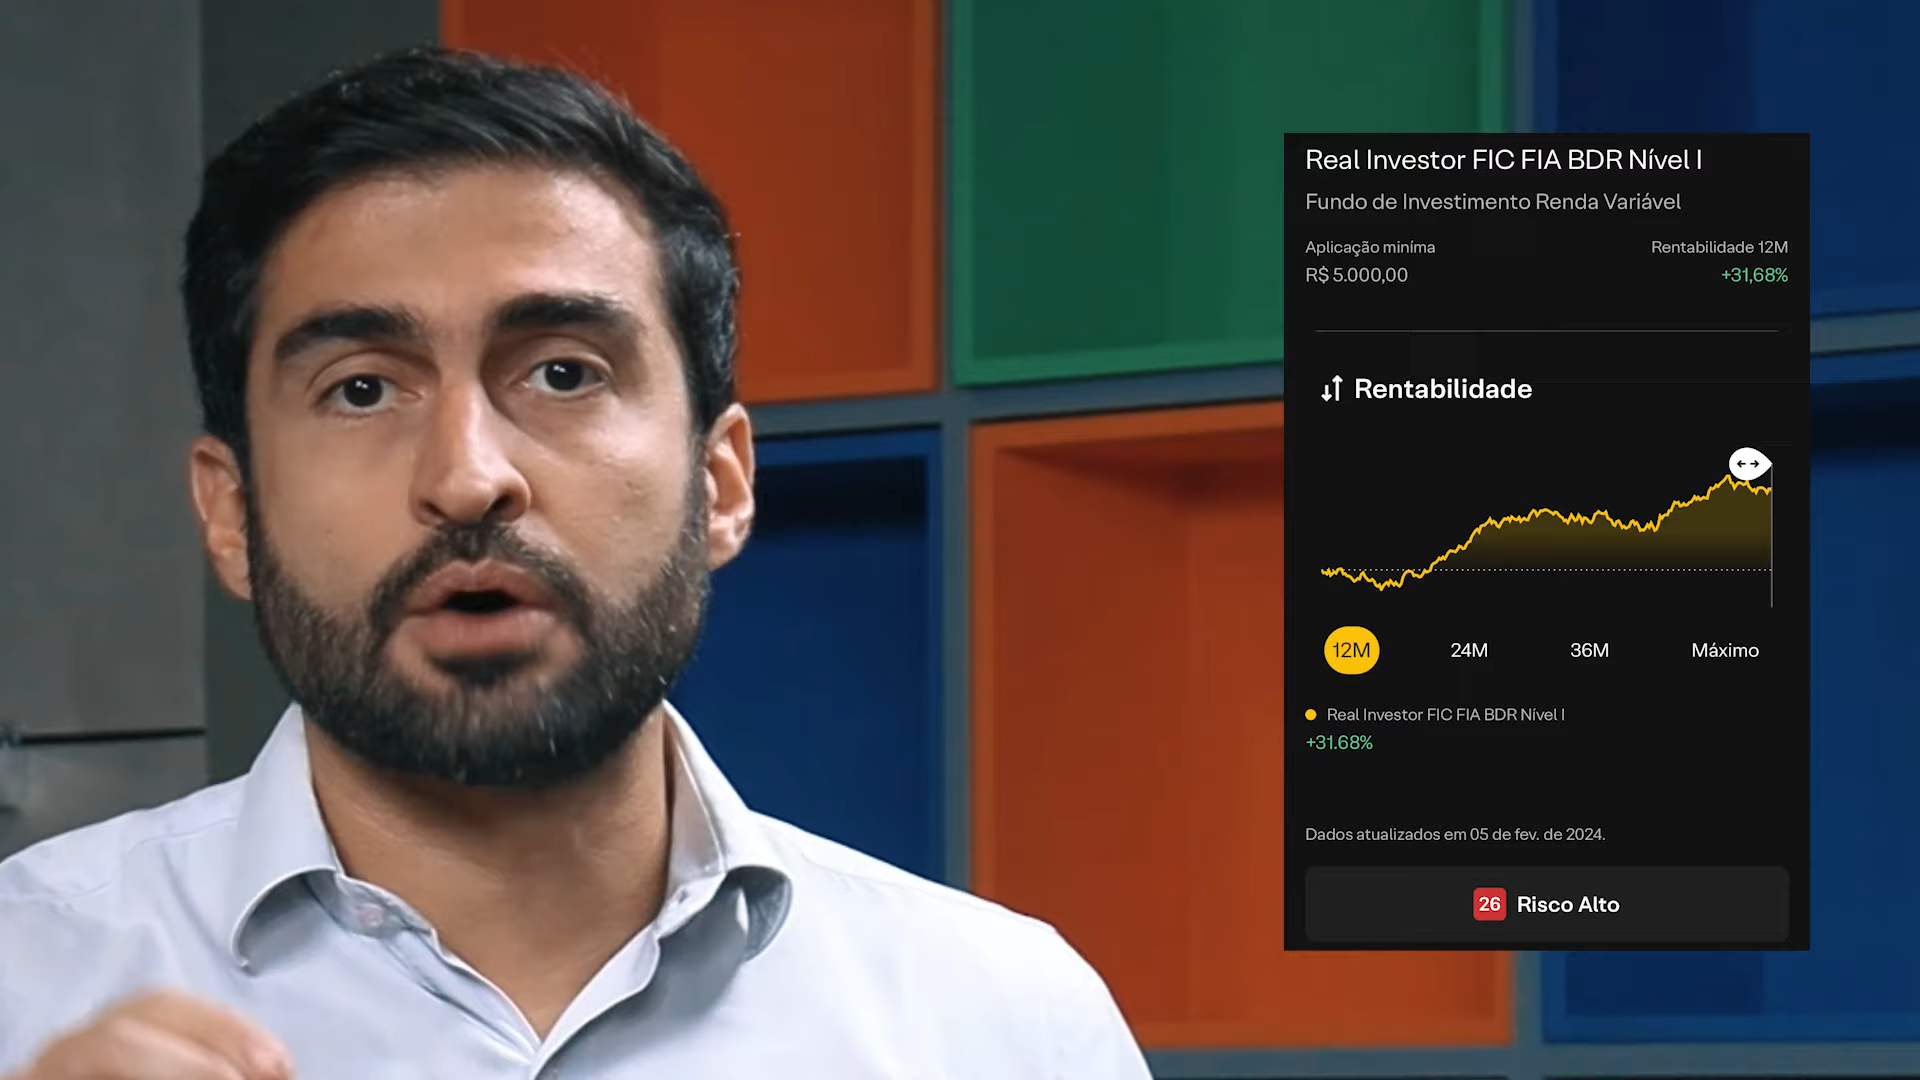 Real Investor FIC FIA BDR Nível I
Fundo de Investimento Renda Variável
Aplicação miníma
Rentabilidade 12M
R$ 5.000,00
+31,68%
Rentabilidade
12M
24M
36M
Máximo
Real Investor FIC FIA BDR Nível I
+31.68%
Dados atualizados em 05 de fev. de 2024.
26 Risco Alto